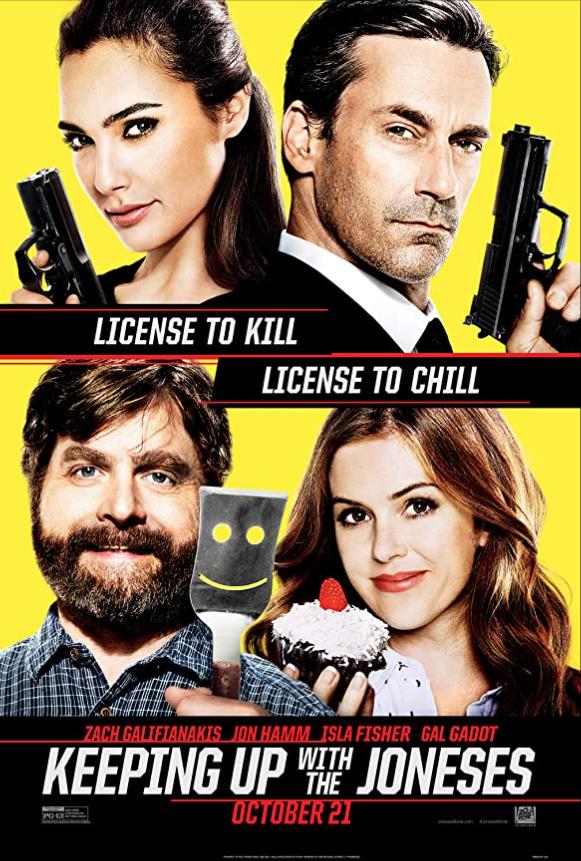 LICENSE TO KILL
LICENSE TO CHILL
ZACH GALIFIANAKIS JON HAMM ISLA FISHER GAL GADOT
KEEPING UP WITH THE JONESES
OCTOBER 21
PG-13